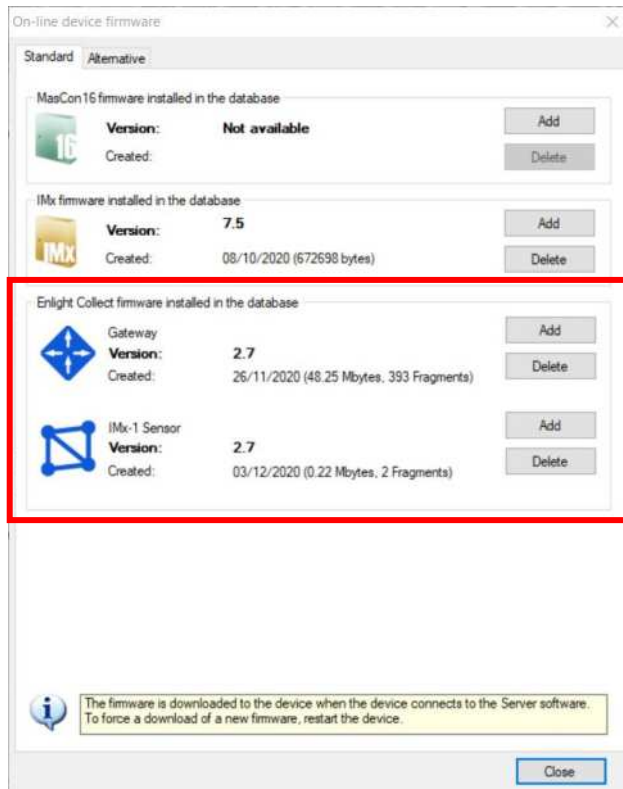 On-line device firmware
Standard Alternative
MasCon16 firmware installed in the database
16
Version: Not available
Add
Created:
Delete
IMx firmware installed in the database
IMx
Version: 7.5
Add
Created: 08/10/2020 (672698 bytes)
Delete
Enlight Collect firmware installed in the database
Gateway
Add
Version: 2.7
Created: 26/11/2020 (48.25 Mbytes, 393 Fragments)
Delete
IMx-1 Sensor
Add
Version: 2.7
Created: 03/12/2020 (0.22 Mbytes, 2 Fragments)
Delete
The firmware is downloaded to the device when the device connects to the Server software.
To force a download of a new firmware, restart the device.
Close